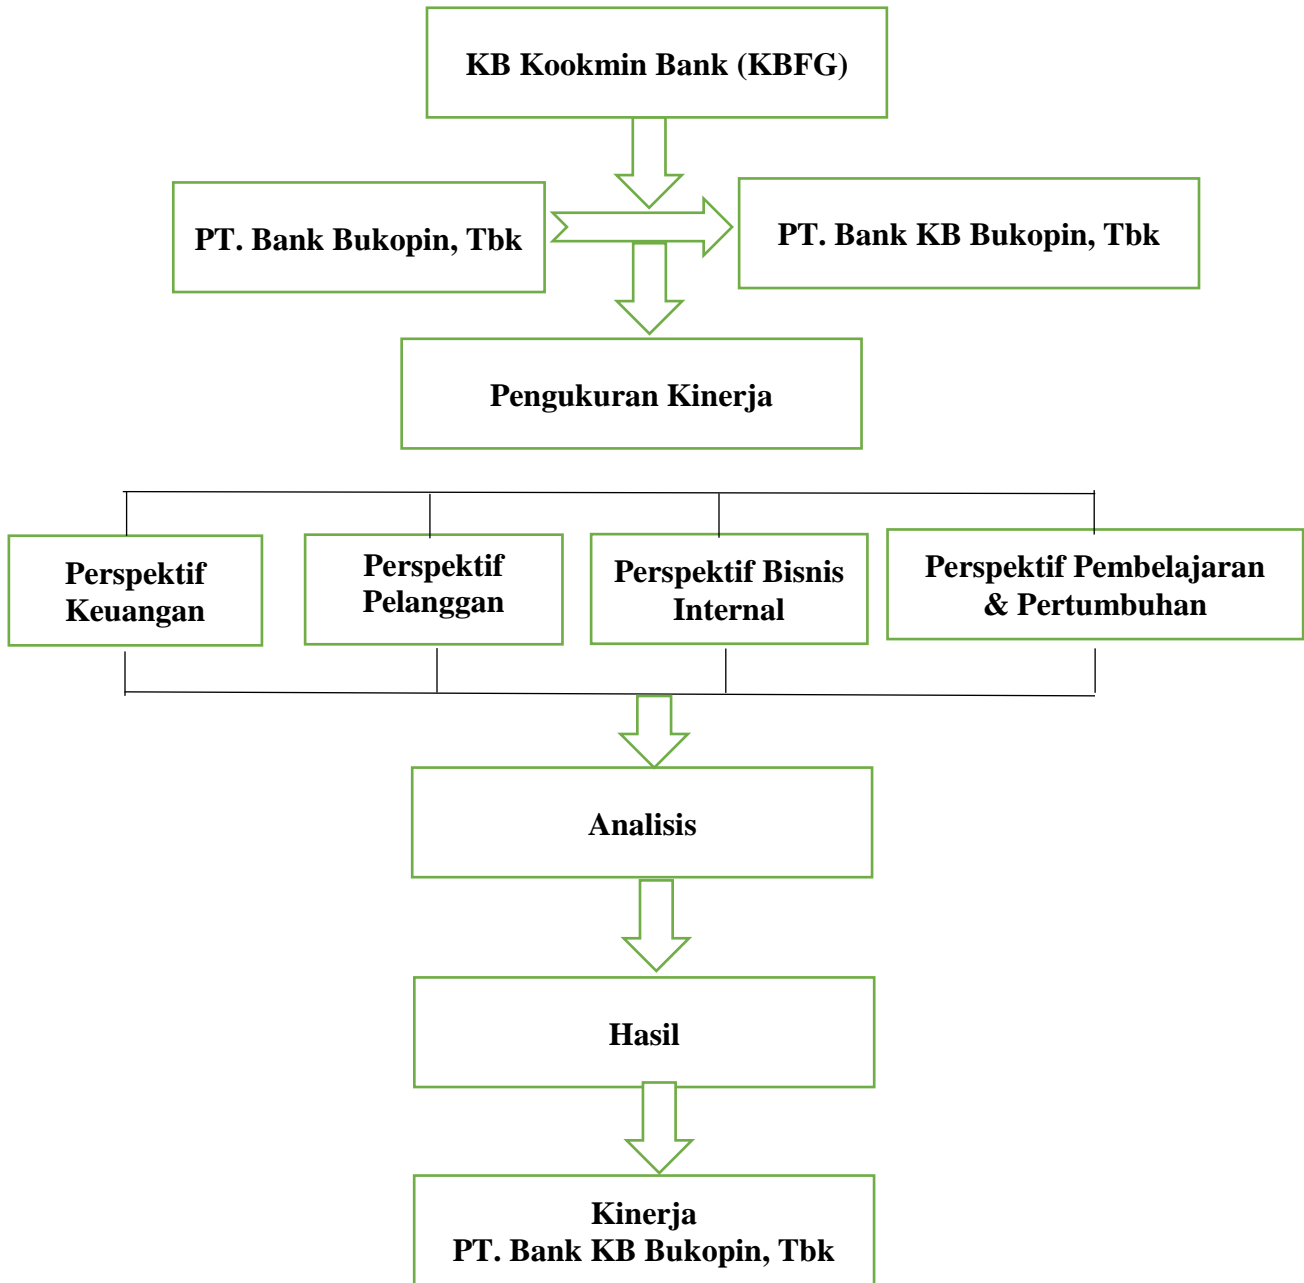 KB Kookmin Bank (KBFG)
PT. Bank Bukopin, Tbk
PT. Bank KB Bukopin, Tbk
Pengukuran Kinerja
Perspektif
Keuangan
Perspektif
Pelanggan
Perspektif Bisnis
Internal
Perspektif Pembelajaran
& Pertumbuhan
Analisis
Hasil
Kinerja
PT. Bank KB Bukopin, Tbk